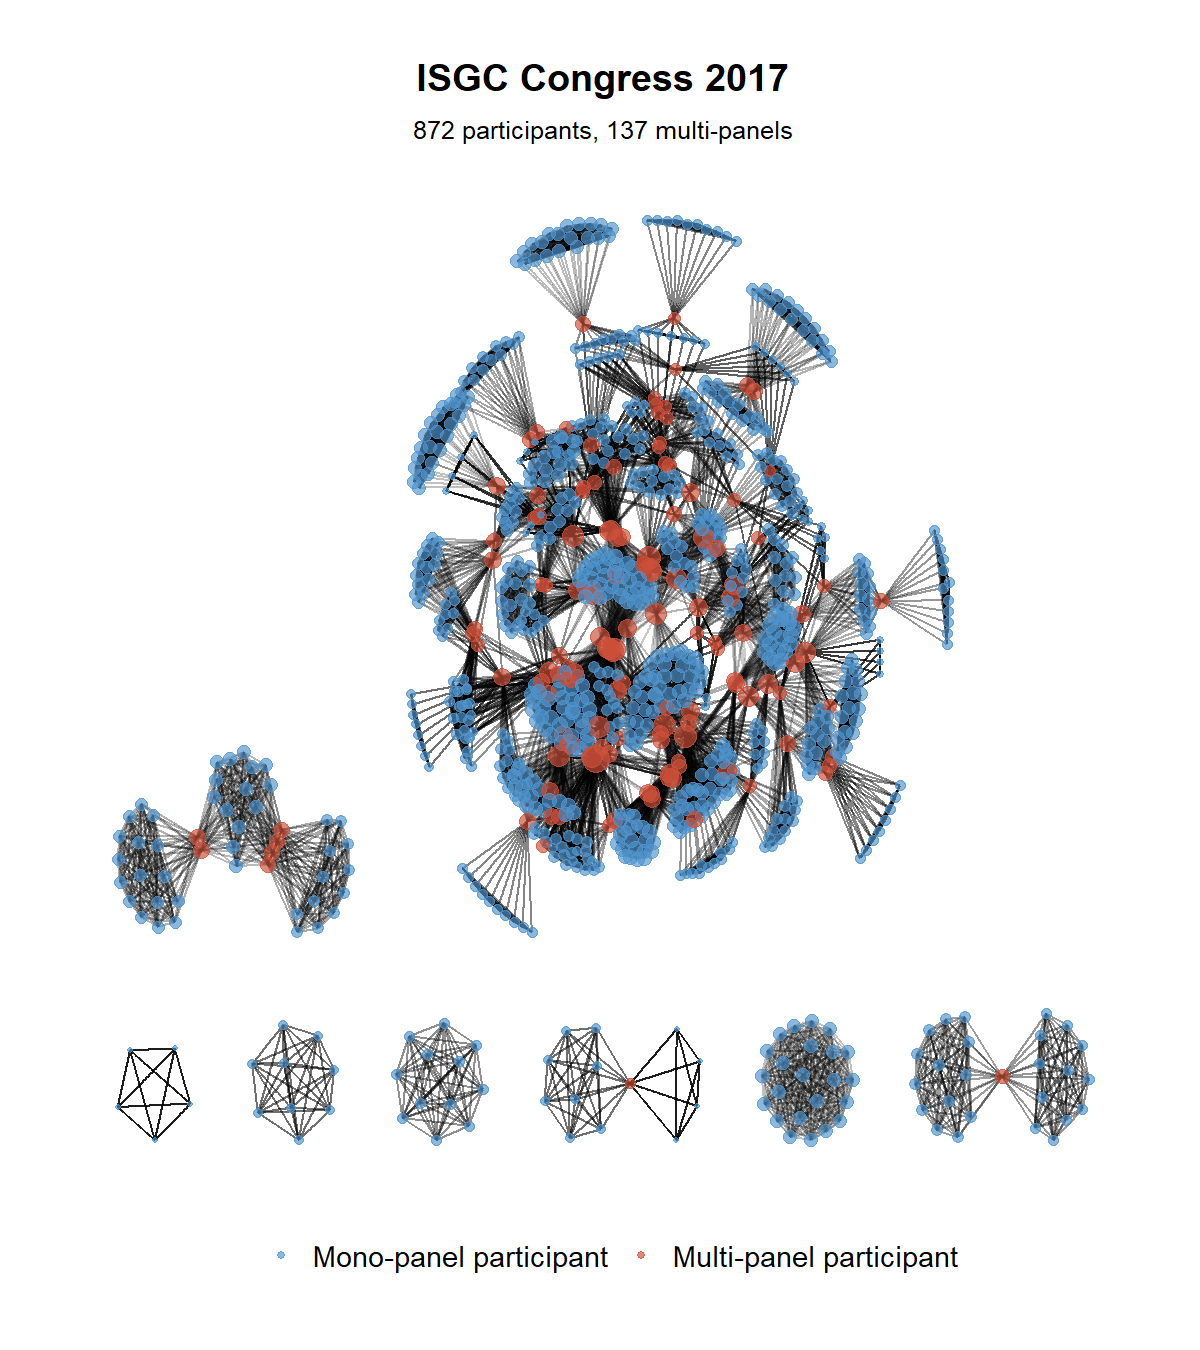 ISGC Congress 2017
872 participants, 137 multi-panels
Mono-panel participant Multi-panel participant